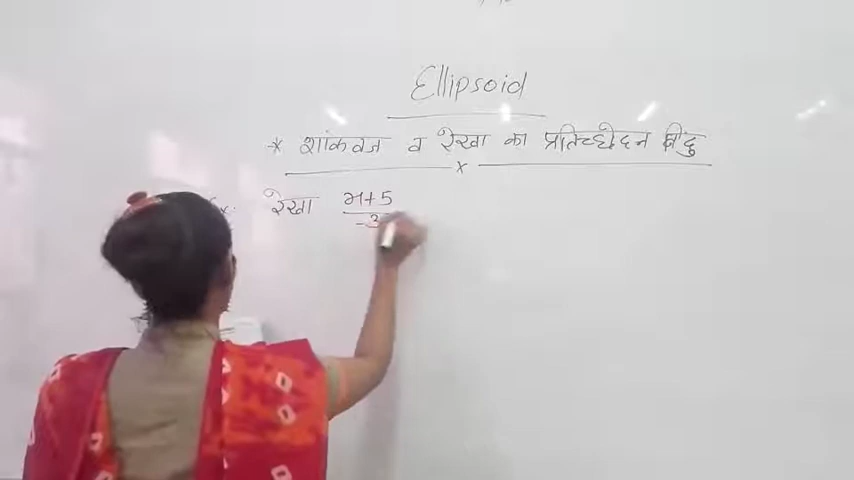 Ellipsoid
* शांकवज व रेखा का प्रतिच्छेदन बिंदु
x
रेखा x+5
-3